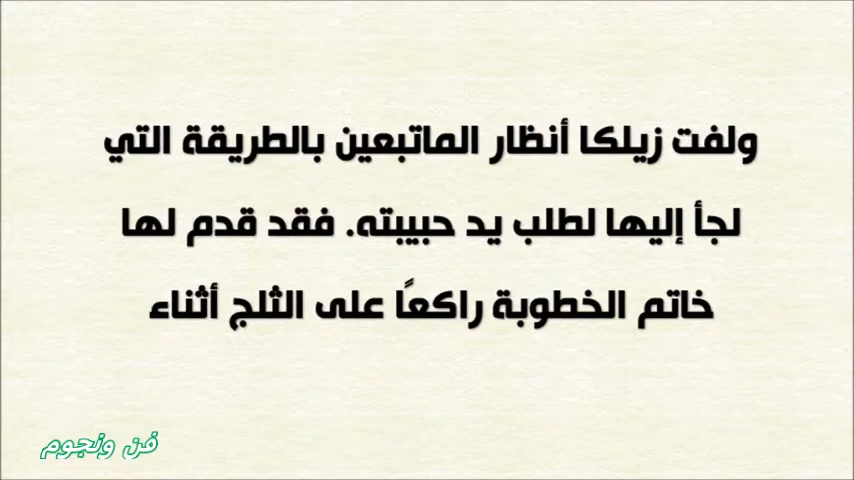 ولفت زيلكا أنظار الماتبعين بالطريقة التي
لجأ إليها لطلب يد حبيبته. فقد قدم لها
خاتم الخطوبة راكعًا على الثلج أثناء
فن ونجوم